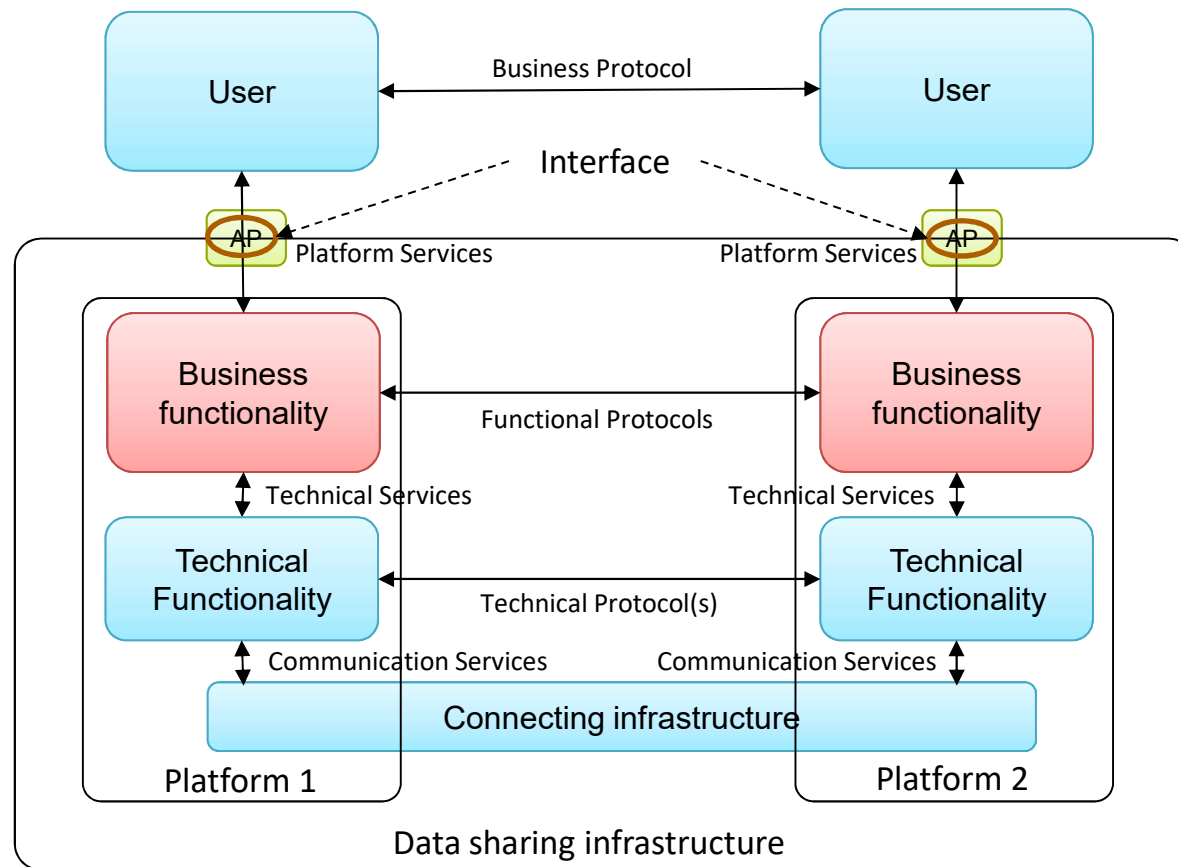 User
Business Protocol
User
Interface
AP
Platform Services
Platform Services
AP
Business
functionality
Functional Protocols
Business
functionality
Technical Services
Technical Services
Technical
Functionality
Technical Protocol(s)
Technical
Functionality
Communication Services
Communication Services
Connecting infrastructure
Platform 1
Platform 2
Data sharing infrastructure